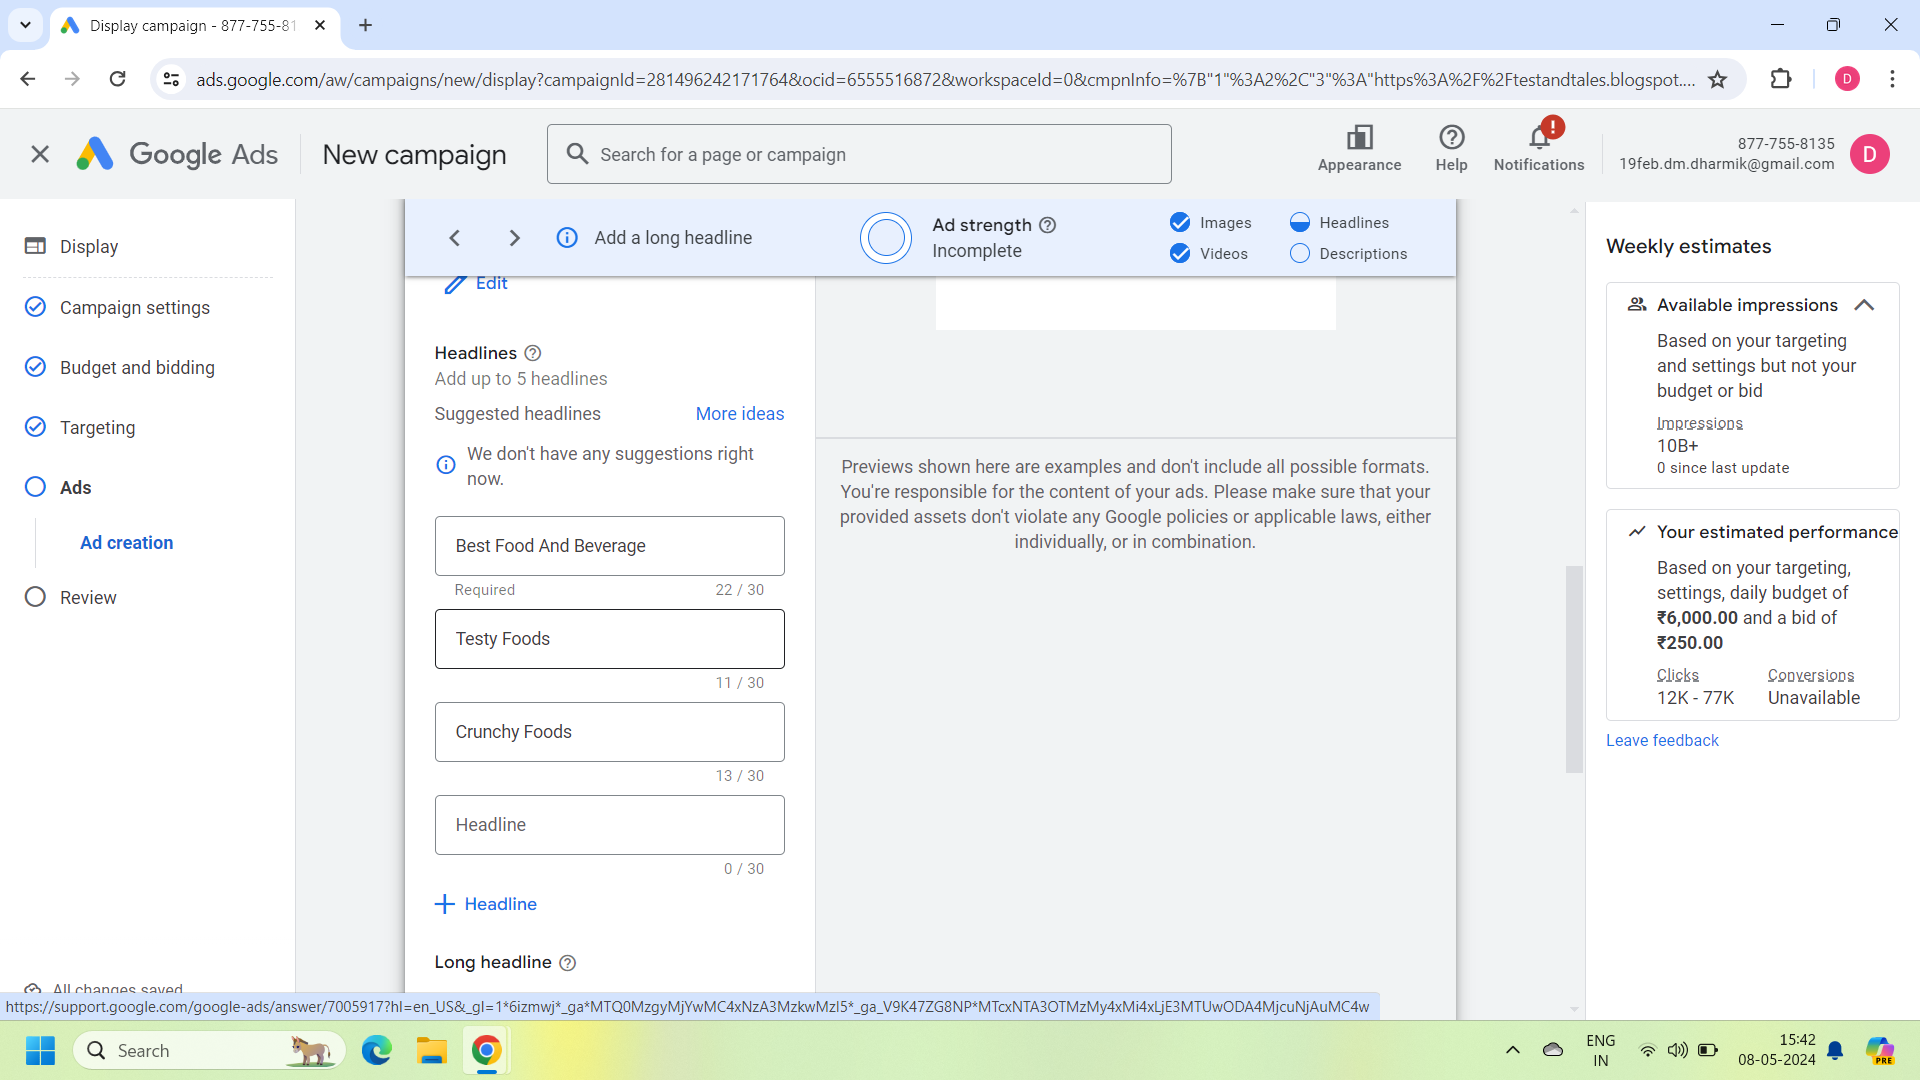 Display campaign - 877-755-81
ads.google.com/aw/campaigns/new/display?campaignId=281496242171764&ocid=6555516872&workspaceId=0&cmpnInfo=%7B"1"%3A2%2C"3"%3A"https%3A%2F%2Ftestandtales.blogspot....
D
Google Ads
New campaign
Search for a page or campaign
Appearance
Help
!
Notifications
877-755-8135
19feb.dm.dharmik@gmail.com
D
Display
Campaign settings
Budget and bidding
Targeting
Ads
Ad creation
Review
All changes saved
Add a long headline
Ad strength
Incomplete
Images
Headlines
Videos
Descriptions
Edit
Headlines
Add up to 5 headlines
Suggested headlines
More ideas
We don't have any suggestions right
now.
Best Food And Beverage
Required
22 / 30
Testy Foods
11 / 30
Crunchy Foods
13 / 30
Headline
0 / 30
Headline
Long headline
Previews shown here are examples and don't include all possible formats.
You're responsible for the content of your ads. Please make sure that your
provided assets don't violate any Google policies or applicable laws, either
individually, or in combination.
Weekly estimates
Available impressions
Based on your targeting
and settings but not your
budget or bid
Impressions
10B+
0 since last update
Your estimated performance
Based on your targeting,
settings, daily budget of
₹6,000.00 and a bid of
₹250.00
Clicks
Conversions
12K - 77K
Unavailable
Leave feedback
https://support.google.com/google-ads/answer/7005917?hl=en_US&_gl=1*6izmwj*_ga*MTQ0MzgyMjYwMC4xNzA3MzkwMzI5*_ga_V9K47ZG8NP*MTcxNTA3OTMzMy4xMi4xLjE3MTUwODA4MjcuNjAuMC4w
Search
ENG
IN
15:42
08-05-2024
PRE